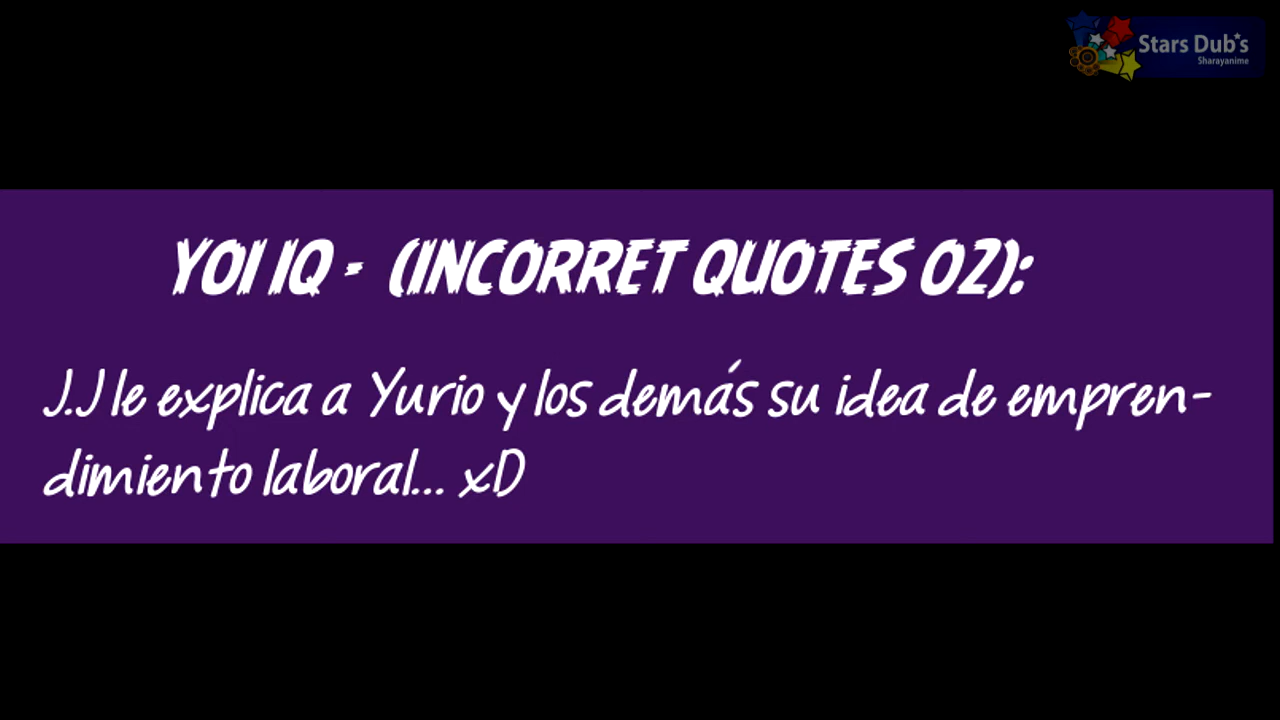 Stars Dub's
Sharayanime
YOI IQ - (INCORRET QUOTES 02):
J.J le explica a Yurio y los demás su idea de empren-
dimiento laboral... xD